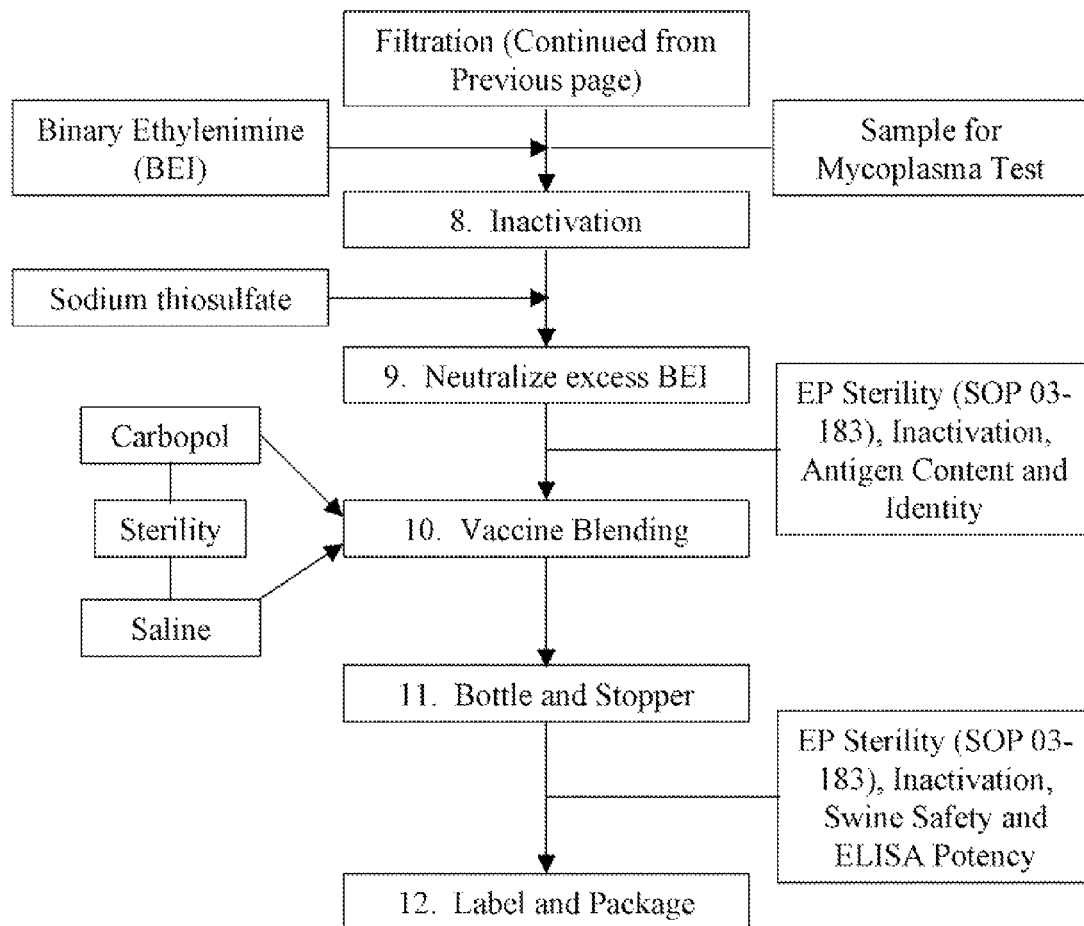 Filtration (Continued from
Previous page)
Binary Ethylenimine
(BEI)
Sample for
Mycoplasma Test
8. Inactivation
Sodium thiosulfate
9. Neutralize excess BEI
EP Sterility (SOP 03-
183), Inactivation,
Antigen Content and
Identity
Carbopol
Sterility
Saline
10. Vaccine Blending
11. Bottle and Stopper
EP Sterility (SOP 03-
183), Inactivation,
Swine Safety and
ELISA Potency
12. Label and Package